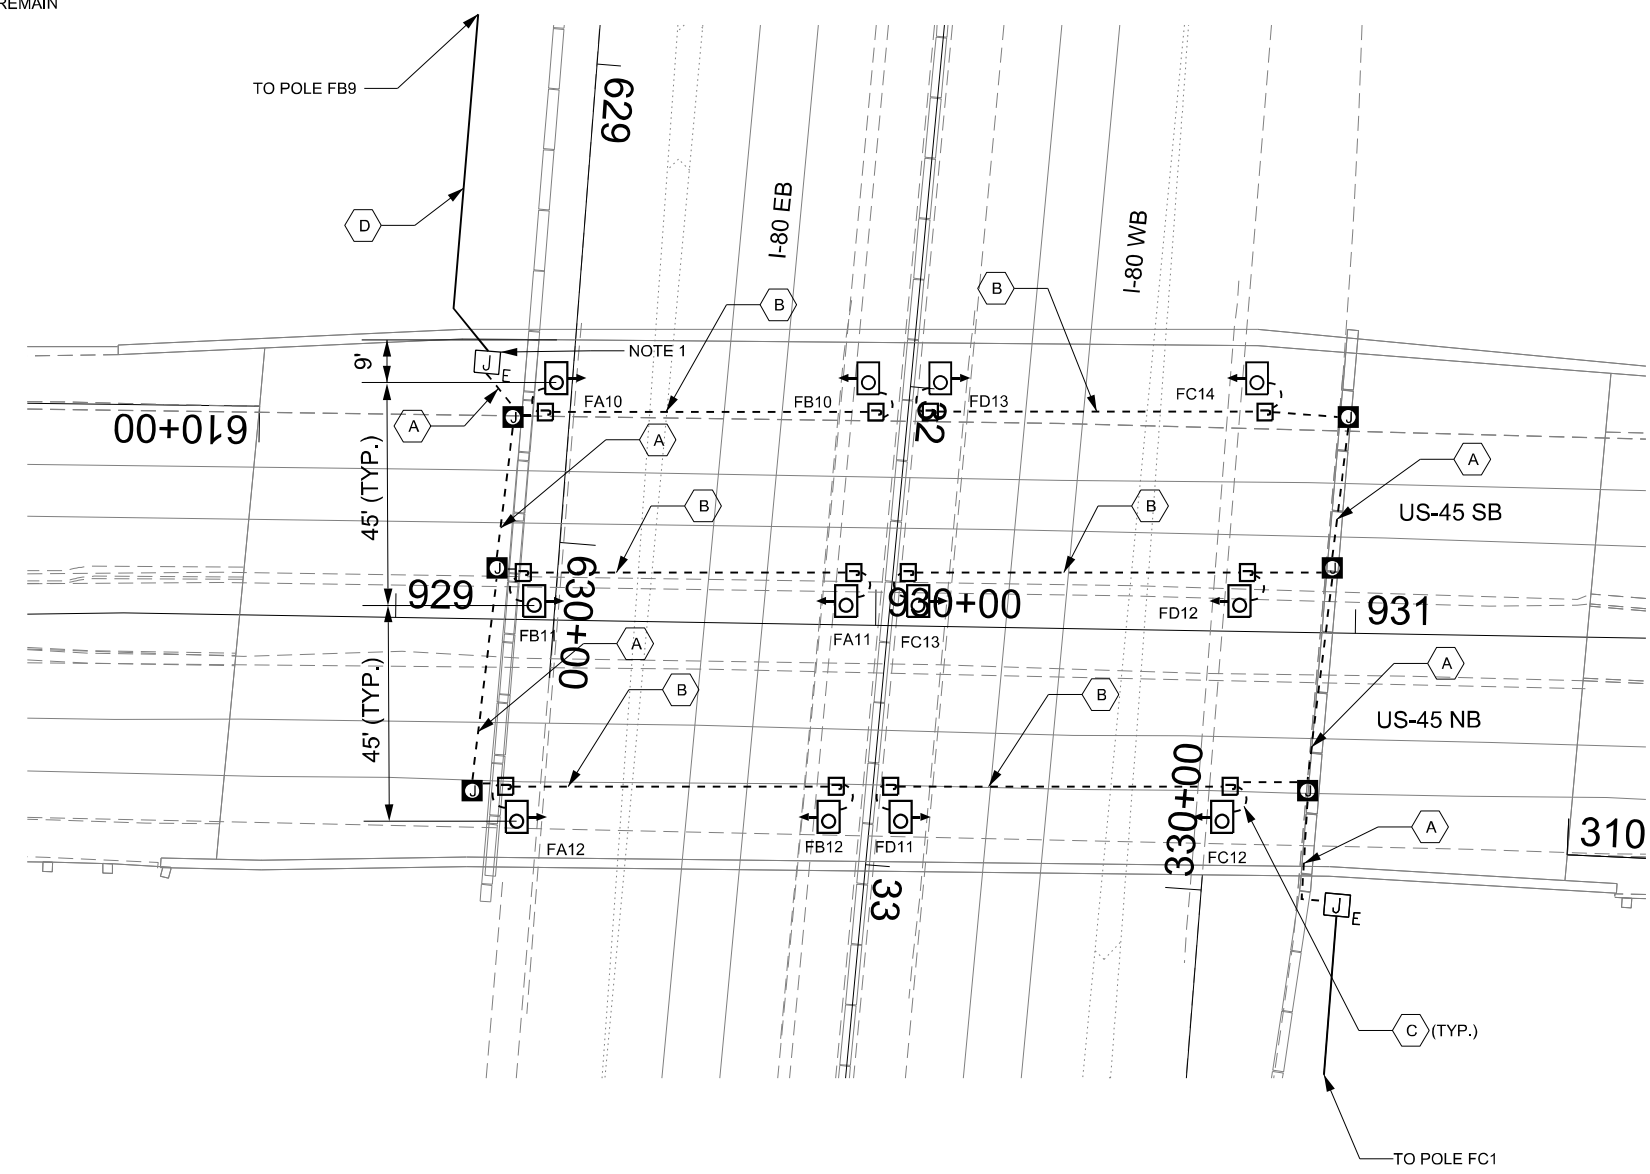 REMAIN
TO POLE FB9
629
I-80 EB
I-80 WB
D
B
B
9'
NOTE 1
J
E
FA10
FB10
FD13
FC14
610+00
A
J
32
J
A
A
45' (TYP.)
B
B
US-45 SB
J
J
929
630+00
930+00
931
FB11
FA11
FC13
FD12
A
A
45' (TYP.)
B
B
US-45 NB
J
J
330+00
310
A
FA12
FB12
FD11
FC12
33
J
E
C
(TYP.)
TO POLE FC1